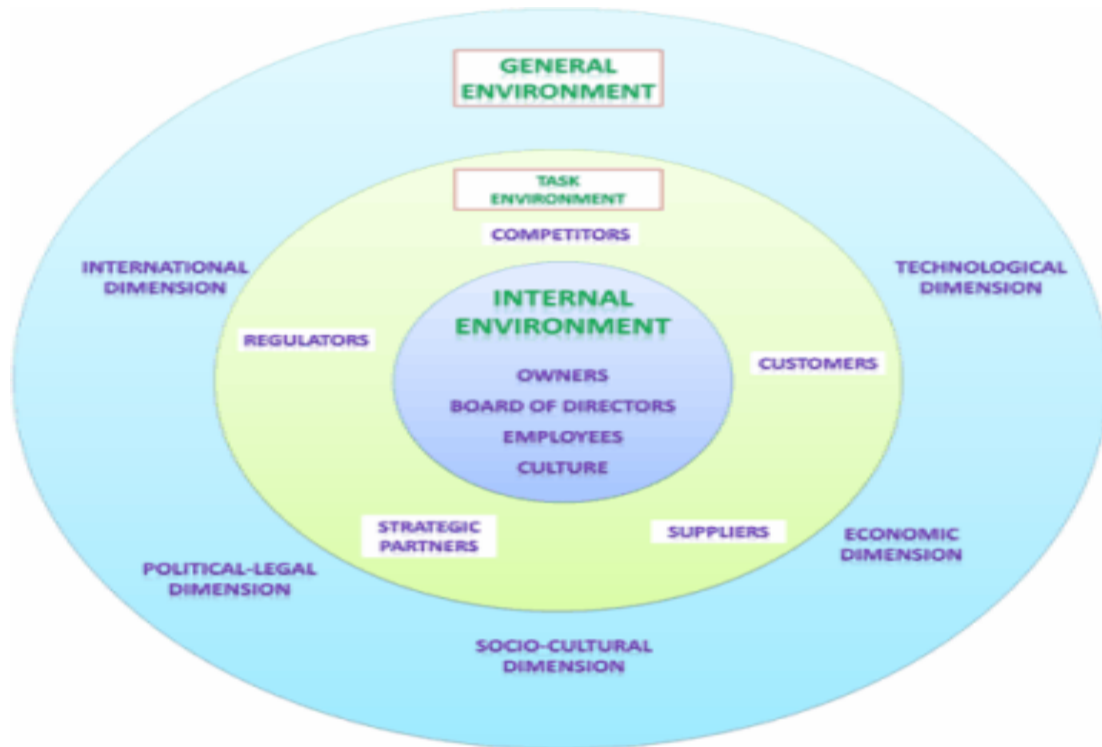 GENERAL
ENVIRONMENT
TASK
ENVIRONMENT
COMPETITORS
INTERNATIONAL
DIMENSION
TECHNOLOGICAL
DIMENSION
INTERNAL
ENVIRONMENT
REGULATORS
CUSTOMERS
OWNERS
BOARD OF DIRECTORS
EMPLOYEES
CULTURE
STRATEGIC
PARTNERS
SUPPLIERS
ECONOMIC
DIMENSION
POLITICAL-LEGAL
DIMENSION
SOCIO-CULTURAL
DIMENSION